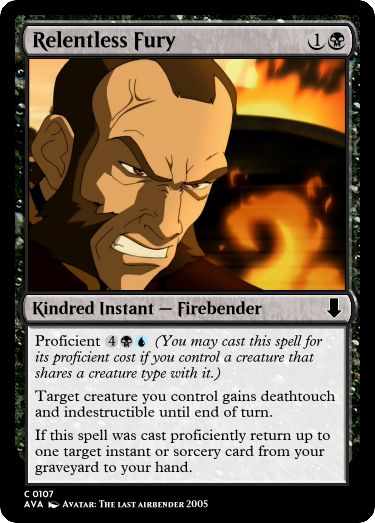 Relentless Fury 1
Kindred Instant — Firebender
Proficient 4 (You may cast this spell for
its proficient cost if you control a creature that
shares a creature type with it.)
Target creature you control gains deathtouch
and indestructible until end of turn.
If this spell was cast proficiently return up to
one target instant or sorcery card from your
graveyard to your hand.
C 0107
AVA Avatar: The last airbender 2005